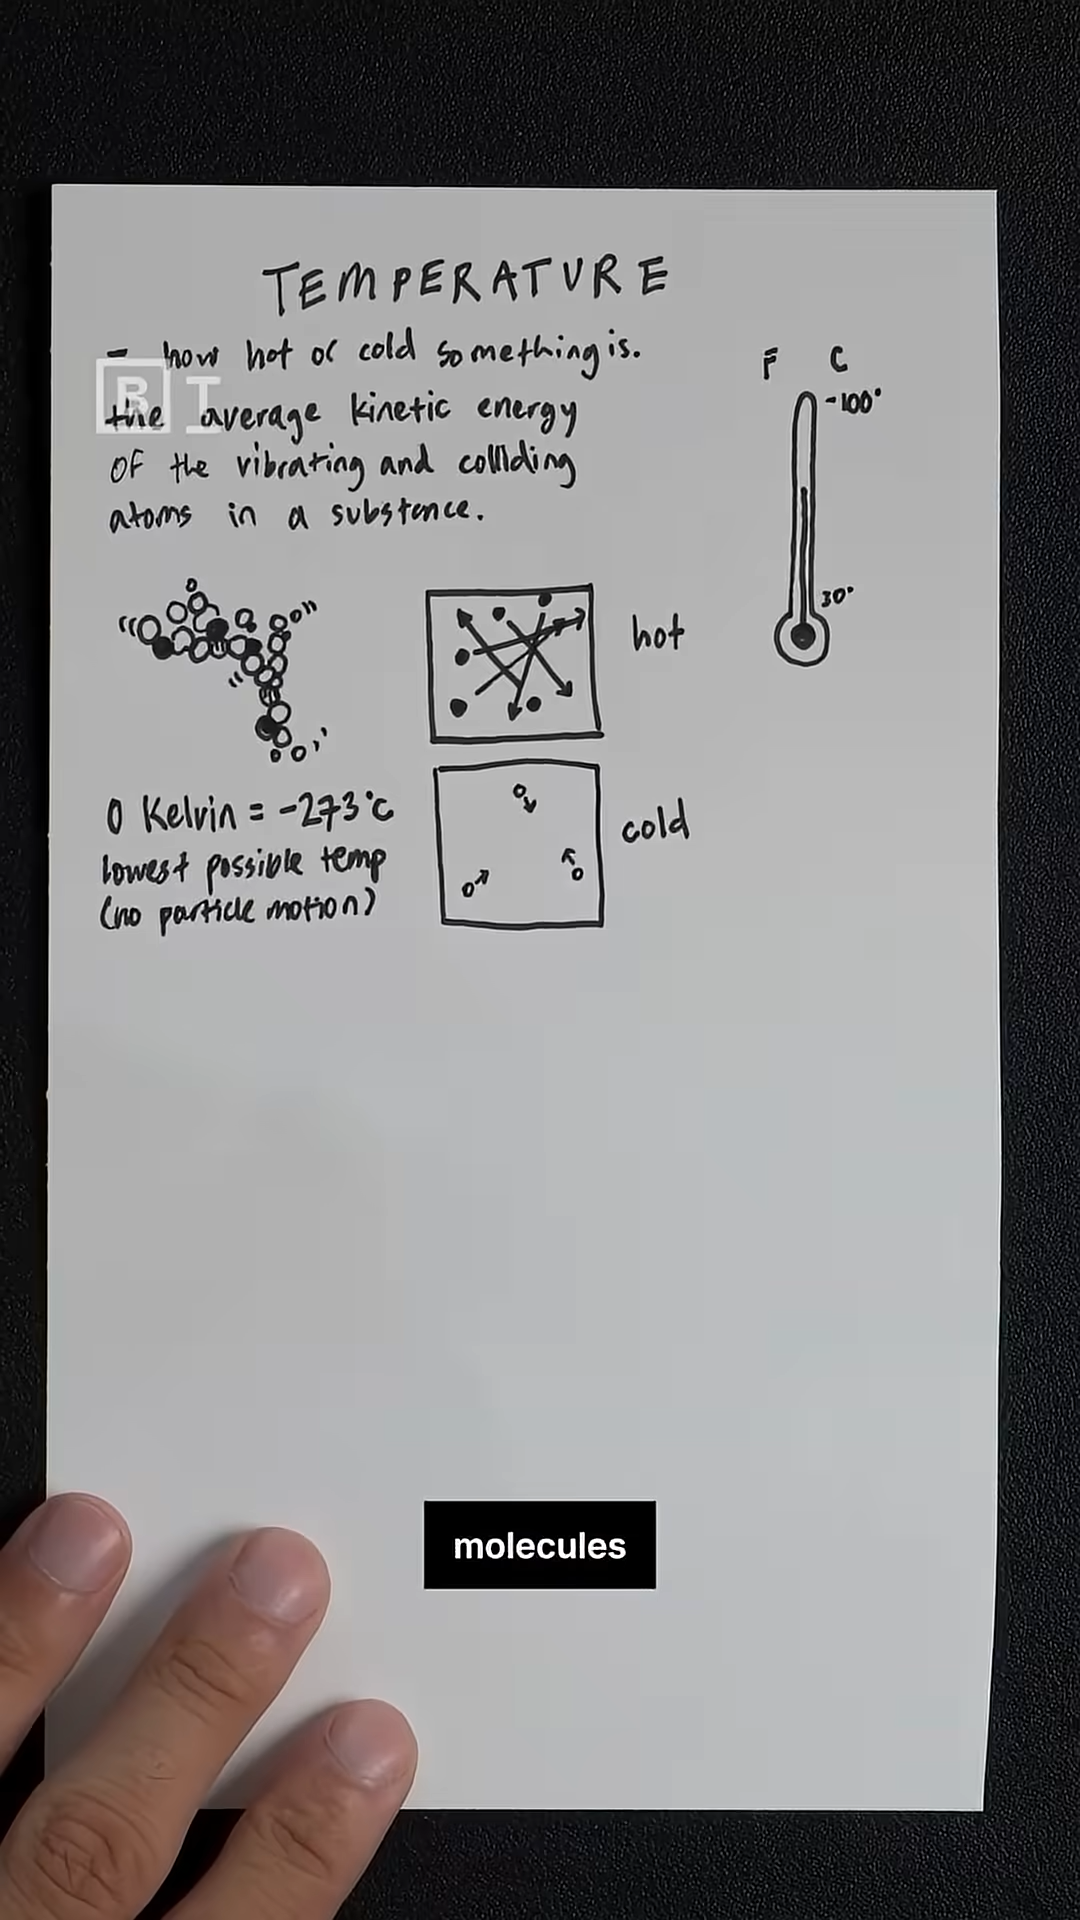 TEMPERATURE
- how hot or cold something is.
the average kinetic energy
of the vibrating and colliding
atoms in a substance.
F C
-100°
30°
hot
0 Kelvin = -273°C
lowest possible temp
(no particle motion)
cold
molecules